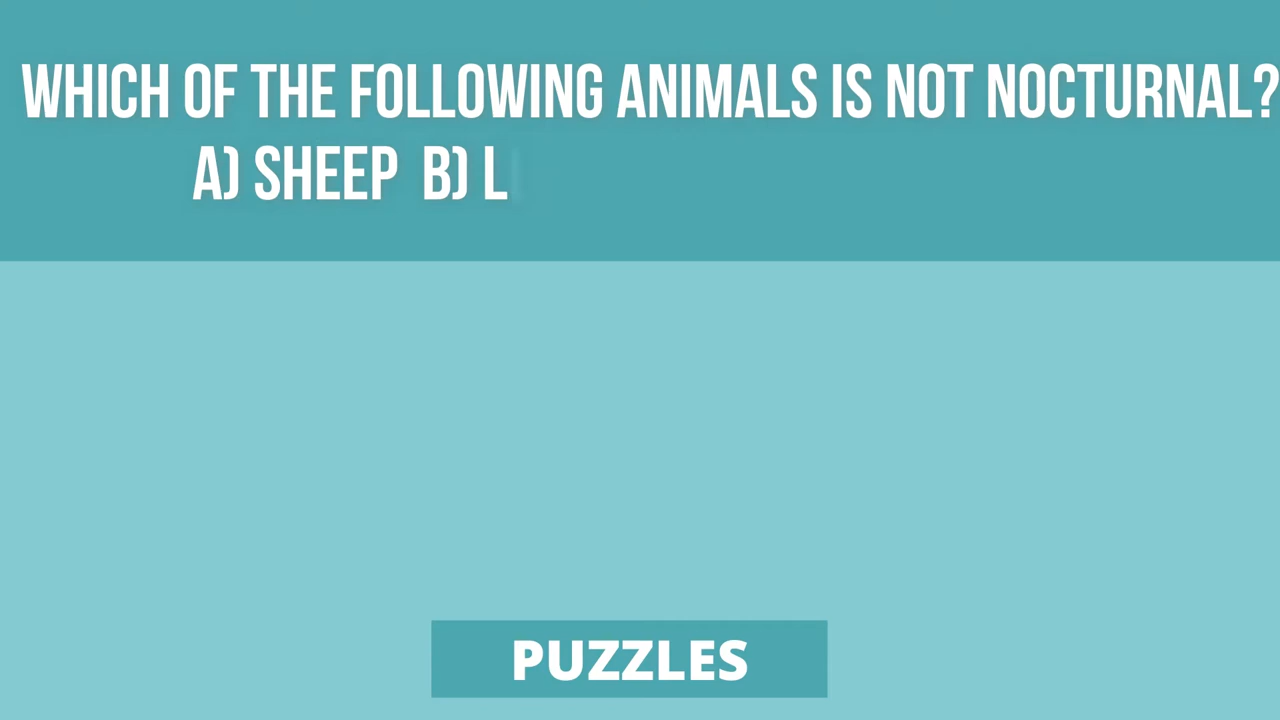 WHICH OF THE FOLLOWING ANIMALS IS NOT NOCTURNAL?
A) SHEEP B) L
PUZZLES